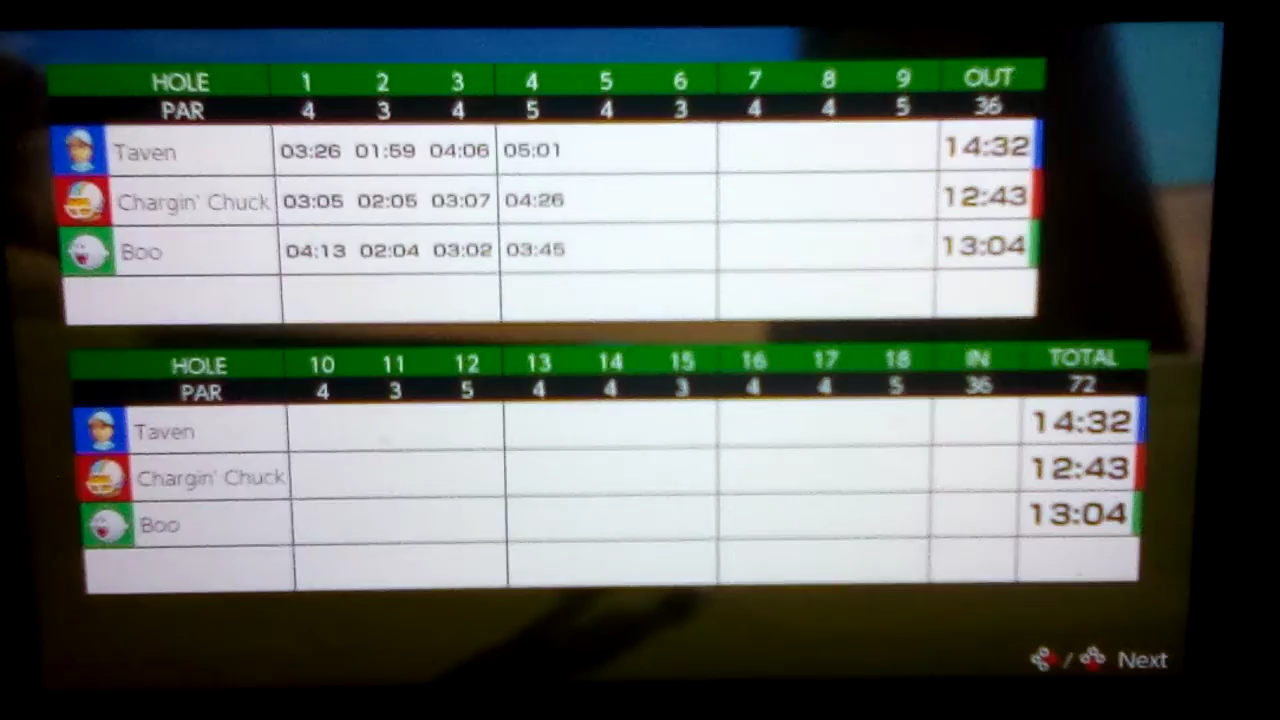 HOLE 1 2 3 4 5 6 7 8 9 OUT
PAR 4 3 4 5 4 3 4 4 5 36
Taven 03:26 01:59 04:06 05:01 14:32
Chargin' Chuck 03:05 02:05 03:07 04:26 12:43
Boo 04:13 02:04 03:02 03:45 13:04
HOLE 10 11 12 13 14 15 16 17 18 IN TOTAL
PAR 4 3 5 4 4 3 4 4 5 36 72
Taven 14:32
Chargin' Chuck 12:43
Boo 13:04
/ Next